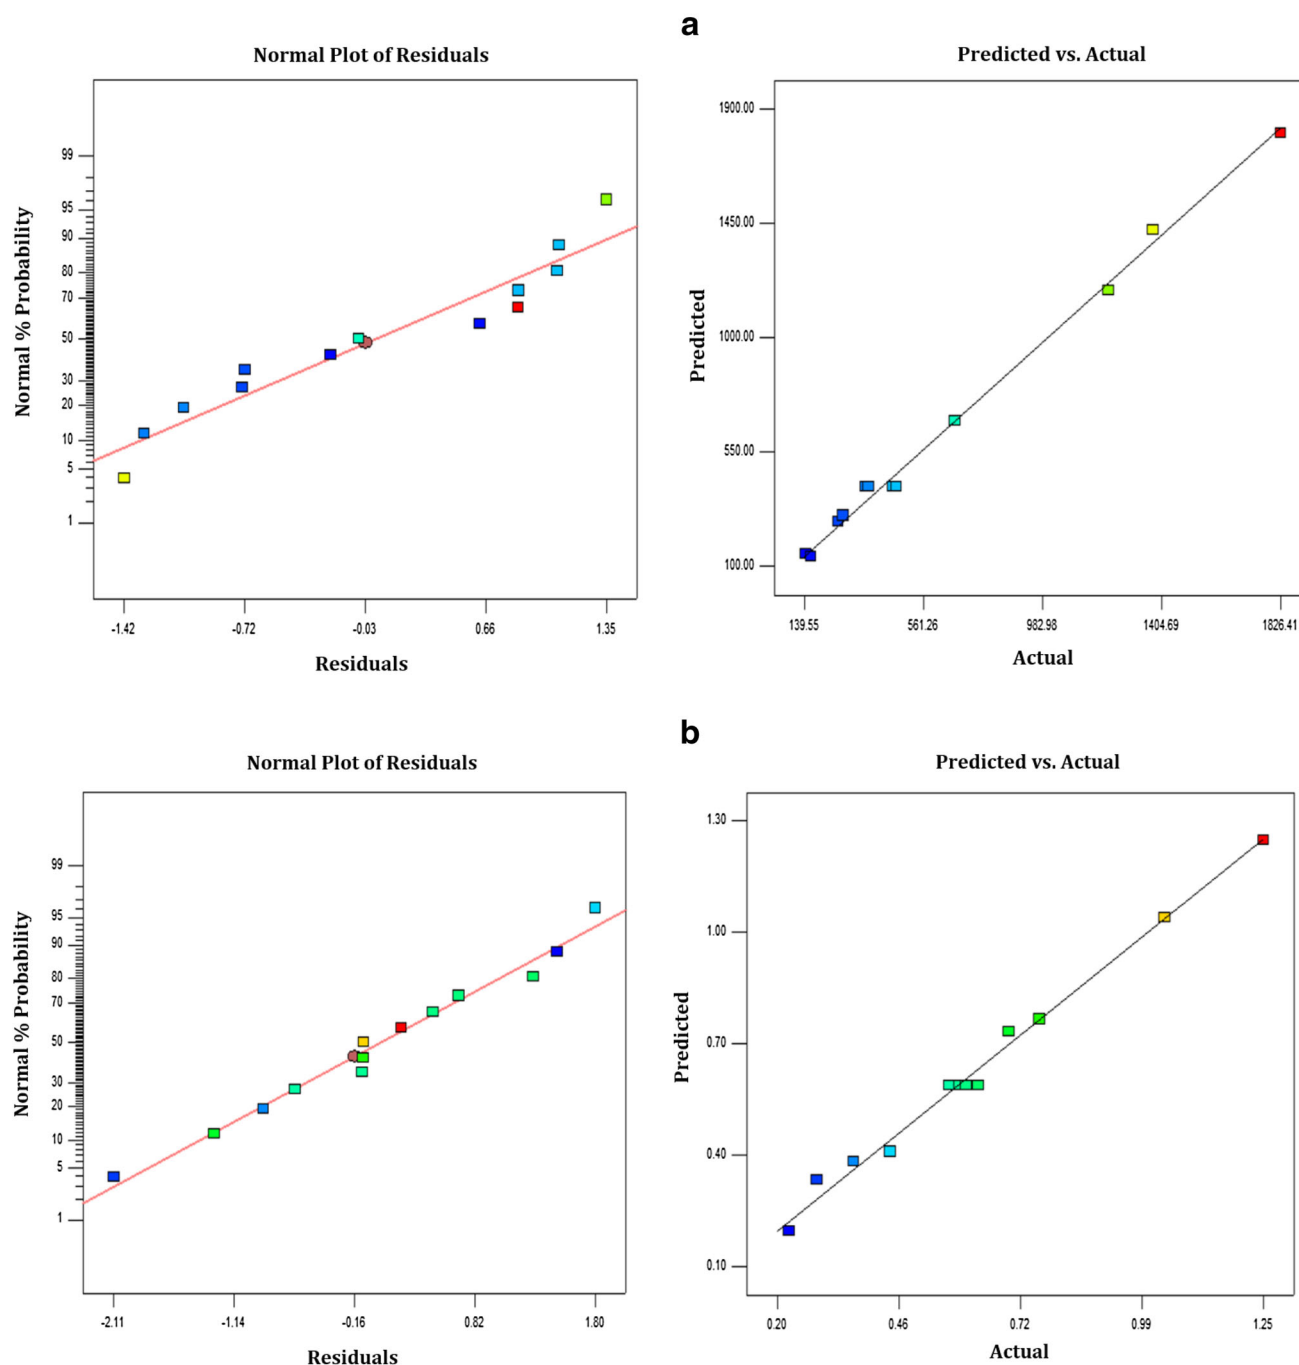 a
Normal Plot of Residuals
Normal % Probability
99
95
90
80
70
50
30
20
10
5
1
-1.42 -0.72 -0.03 0.66 1.35
Residuals
Predicted vs. Actual
Predicted
1900.00
1450.00
1000.00
550.00
100.00
139.55 561.26 982.98 1404.69 1826.41
Actual
b
Normal Plot of Residuals
Normal % Probability
99
95
90
80
70
50
30
20
10
5
1
-2.11 -1.14 -0.16 0.82 1.80
Residuals
Predicted vs. Actual
Predicted
1.30
1.00
0.70
0.40
0.10
0.20 0.46 0.72 0.99 1.25
Actual